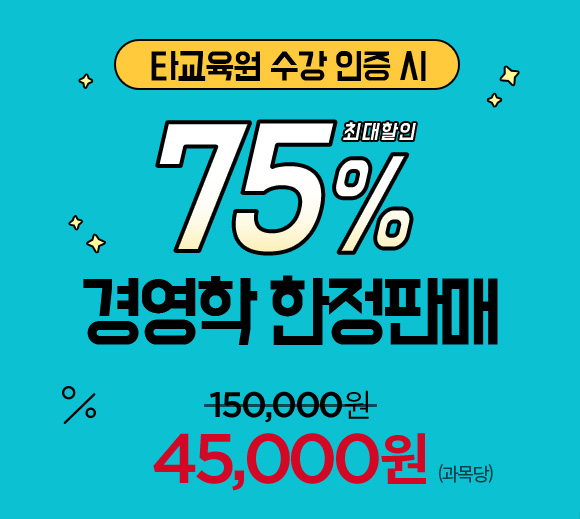 타교육원 수강 인증 시
최대할인
75%
경영학 한정판매
150,000원
45,000원 (과목당)